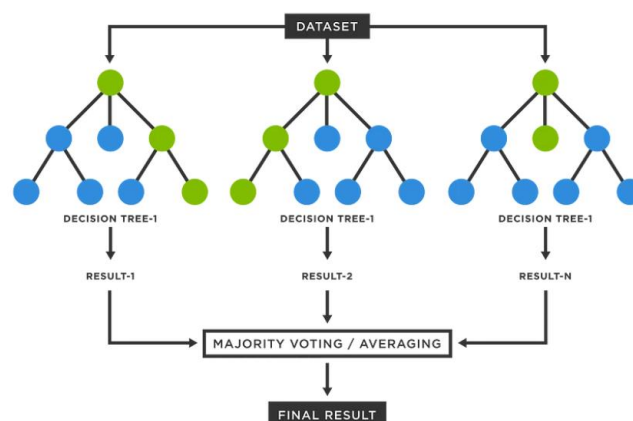 DATASET
DECISION TREE-1
DECISION TREE-1
DECISION TREE-1
RESULT-1
RESULT-2
RESULT-N
MAJORITY VOTING / AVERAGING
FINAL RESULT